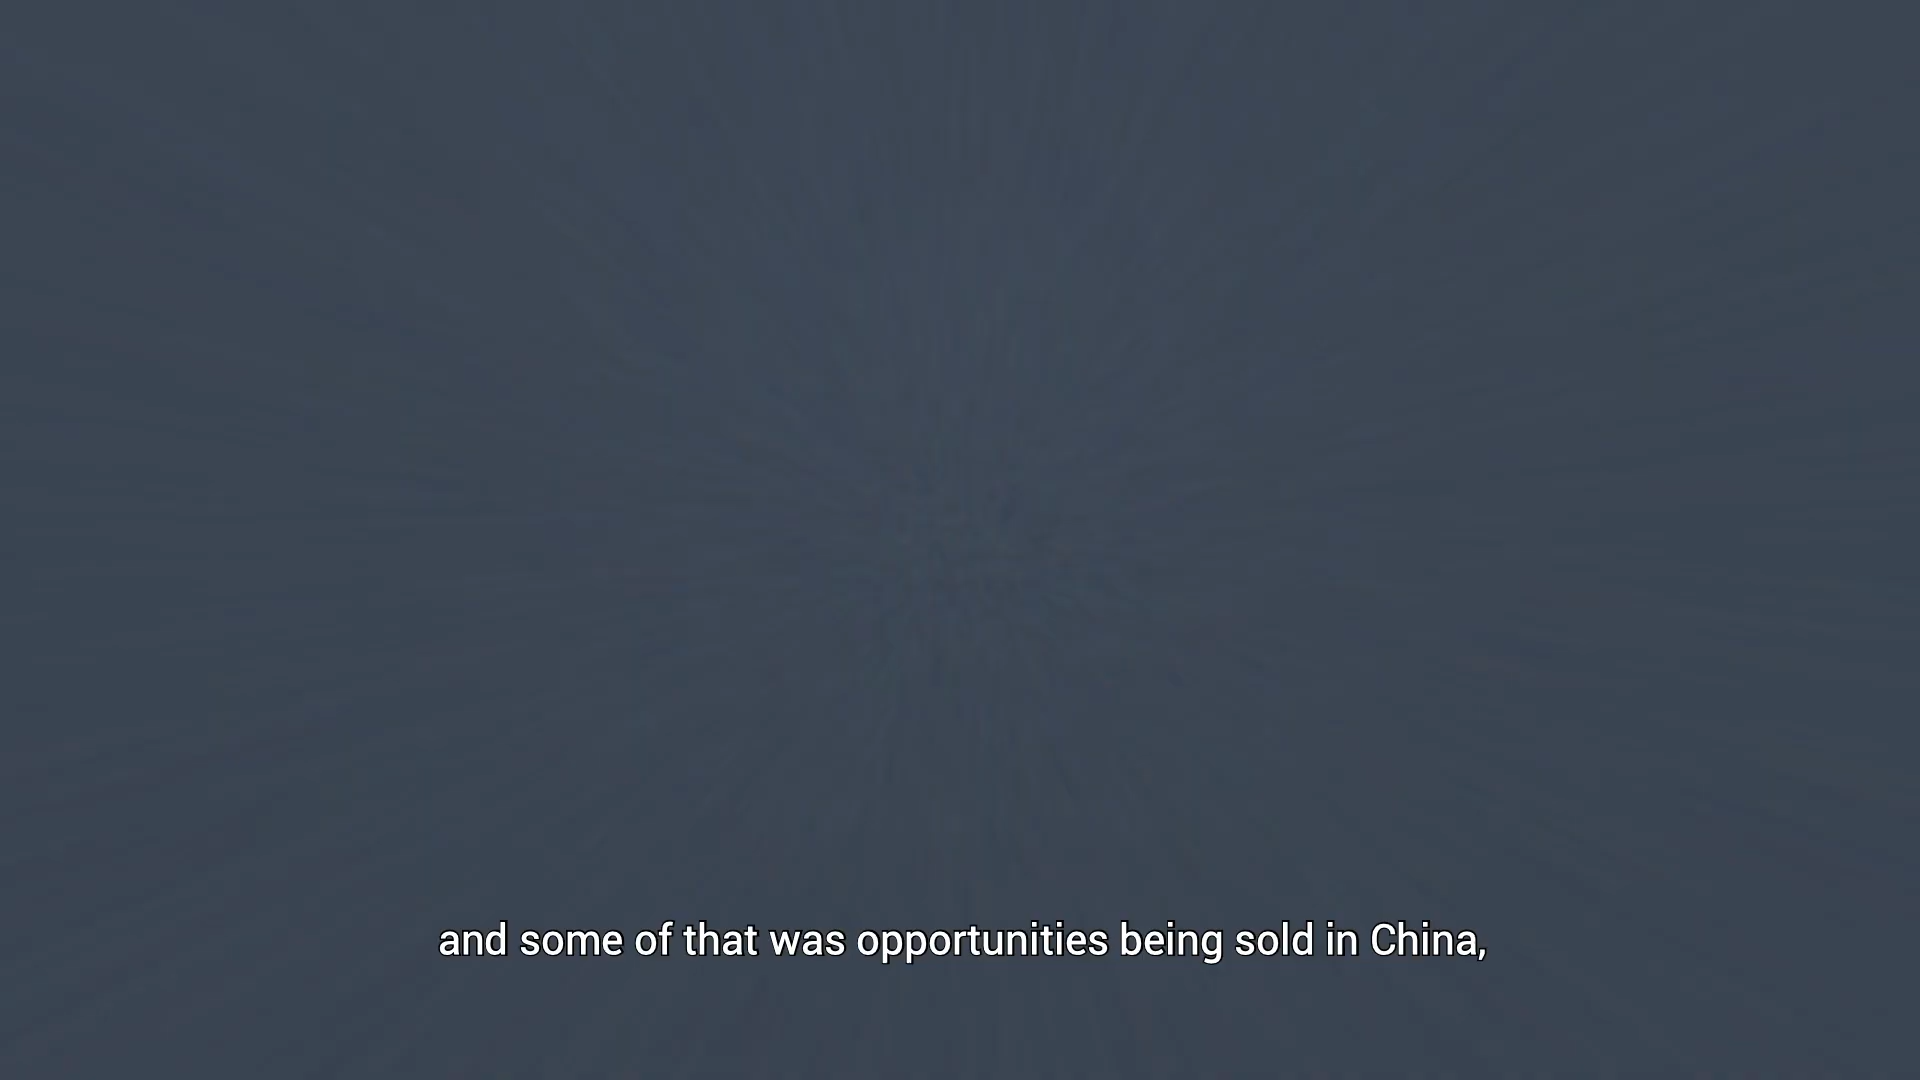 and some of that was opportunities being sold in China,